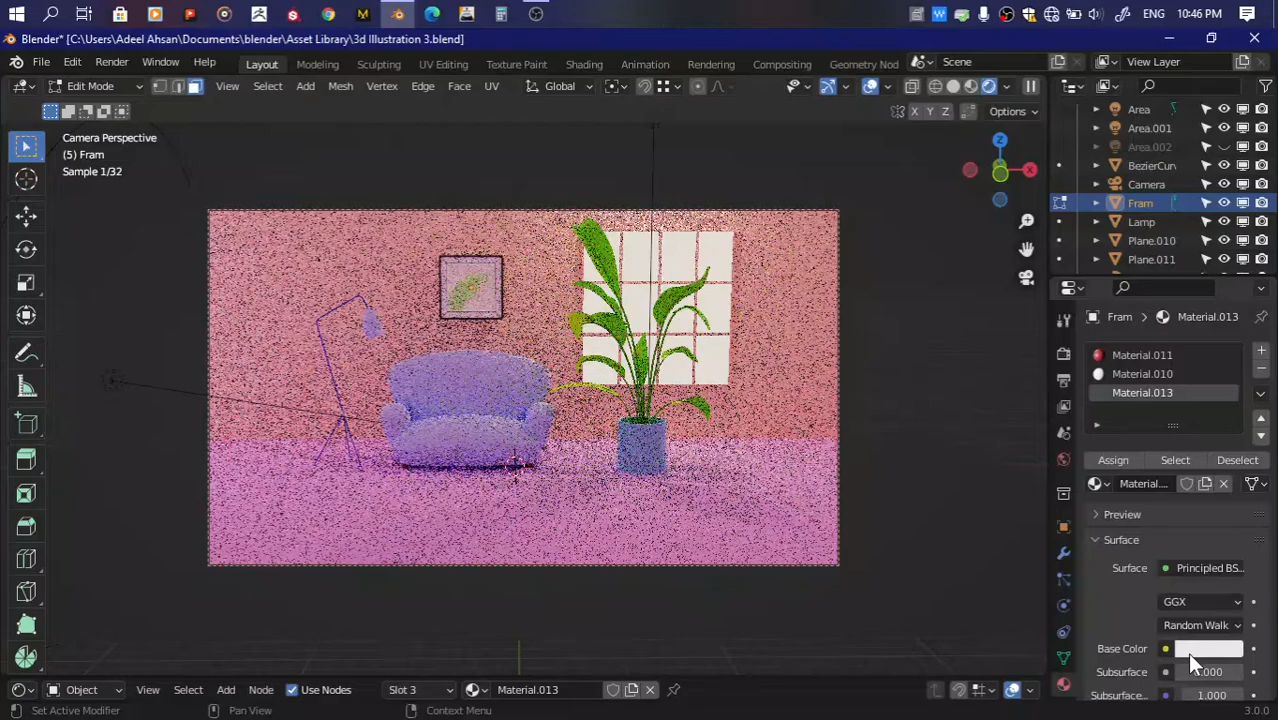 ENG 10:46 PM
Blender* [C:\Users\Adeel Ahsan\Documents\blender\Asset Library\3d Illustration 3.blend]
File Edit Render Window Help Layout Modeling Sculpting UV Editing Texture Paint Shading Animation Rendering Compositing Geometry Nod Scene View Layer
Edit Mode View Select Add Mesh Vertex Edge Face UV Global
X Y Z Options
Camera Perspective
(5) Fram
Sample 1/32
Z
X
Area
Area.001
Area.002
BezierCurv
Camera
Fram
Lamp
Plane.010
Plane.011
Fram > Material.013
Material.011
Material.010
Material.013
Assign Select Deselect
Material....
Preview
Surface
Surface Principled BS...
GGX
Random Walk
Base Color
Subsurface .000
Subsurface... 1.000
Object View Select Add Node Use Nodes Slot 3 Material.013
Set Active Modifier Pan View Context Menu 3.0.0